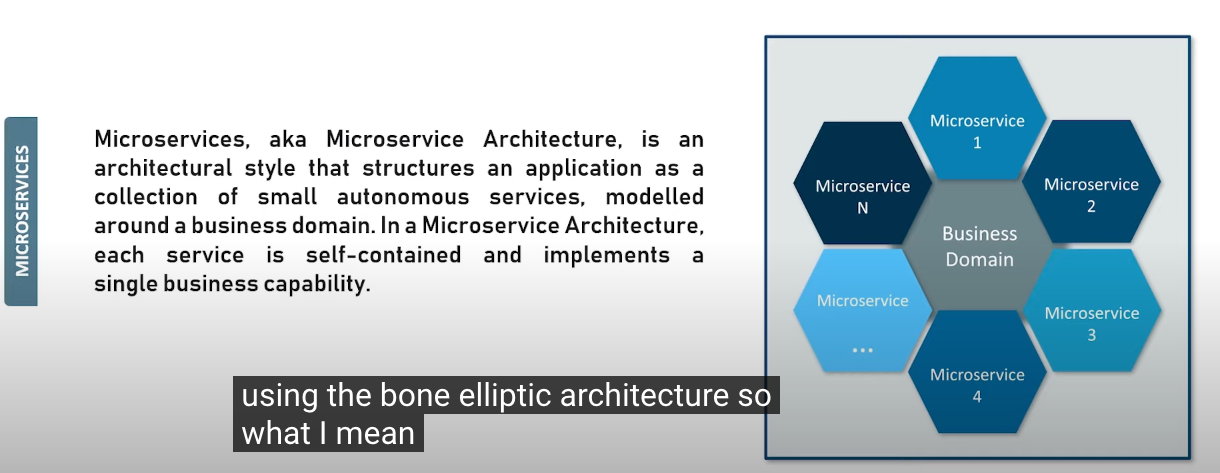 MICROSERVICES
Microservices, aka Microservice Architecture, is an
architectural style that structures an application as a
collection of small autonomous services, modelled
around a business domain. In a Microservice Architecture,
each service is self-contained and implements a
single business capability.
Microservice
1
Microservice
2
Microservice
3
Microservice
4
Microservice
...
Microservice
N
Business
Domain
using the bone elliptic architecture so
what I mean